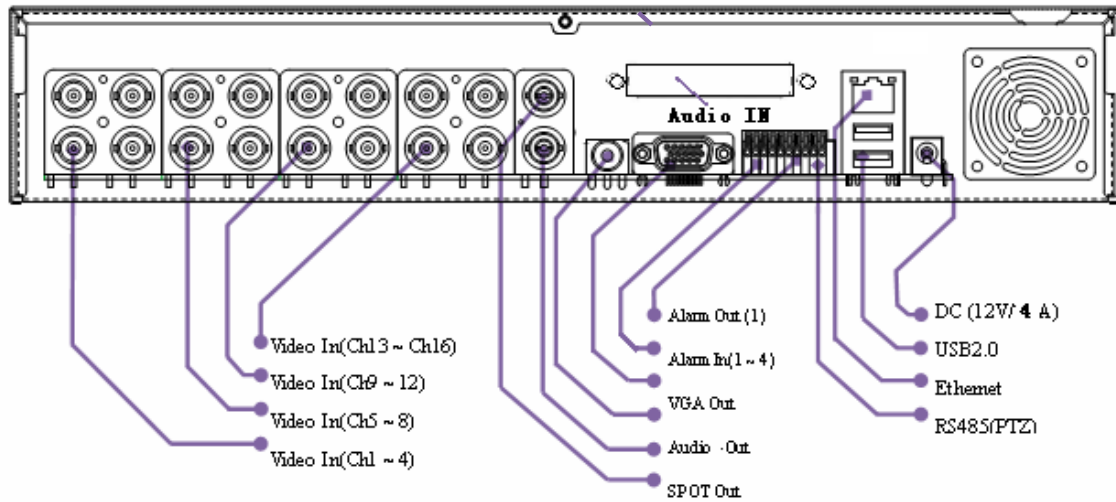 Audio IN
Video In(Ch13 ~ Ch16)
Video In(Ch9 ~ 12)
Video In(Ch5 ~ 8)
Video In(Ch1 ~ 4)
Alarm Out (1)
Alarm In(1 ~ 4)
VGA Out
Audio -Out
SPOT Out
DC (12V/ 4 A)
USB2.0
Ethernet
RS485(PTZ)